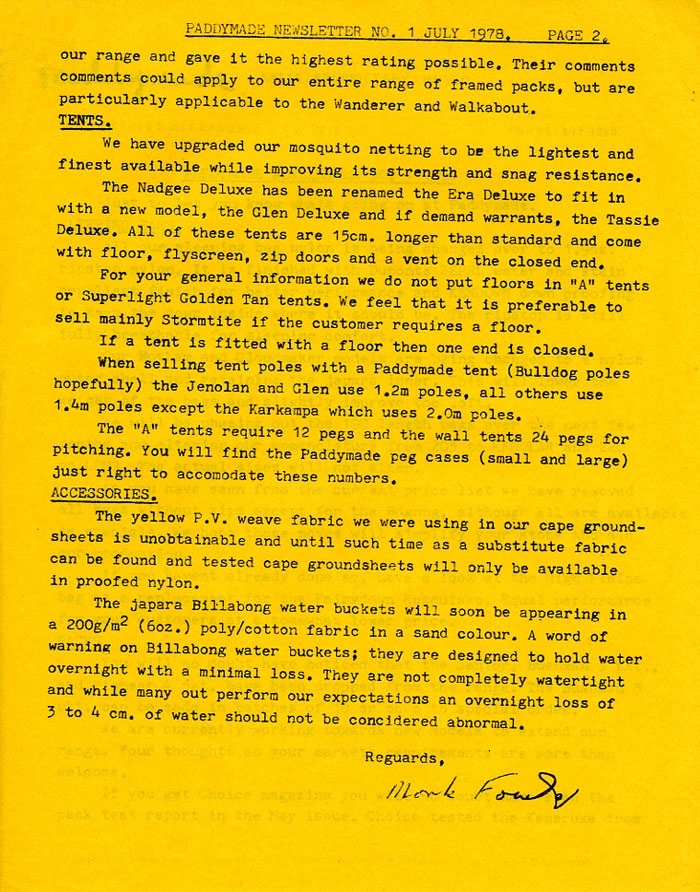 PADDYMADE NEWSLETTER NO. 1 JULY 1978. PAGE 2.
our range and gave it the highest rating possible. Their comments
comments could apply to our entire range of framed packs, but are
particularly applicable to the Wanderer and Walkabout.
TENTS.
We have upgraded our mosquito netting to be the lightest and
finest available while improving its strength and snag resistance.
The Nadgee Deluxe has been renamed the Era Deluxe to fit in
with a new model, the Glen Deluxe and if demand warrants, the Tassie
Deluxe. All of these tents are 15cm. longer than standard and come
with floor, flyscreen, zip doors and a vent on the closed end.
For your general information we do not put floors in "A" tents
or Superlight Golden Tan tents. We feel that it is preferable to
sell mainly Stormtite if the customer requires a floor.
If a tent is fitted with a floor then one end is closed.
When selling tent poles with a Paddymade tent (Bulldog poles
hopefully) the Jenolan and Glen use 1.2m poles, all others use
1.4m poles except the Karkampa which uses 2.0m poles.
The "A" tents require 12 pegs and the wall tents 24 pegs for
pitching. You will find the Paddymade peg cases (small and large)
just right to accomodate these numbers.
ACCESSORIES.
The yellow P.V. weave fabric we were using in our cape ground-
sheets is unobtainable and until such time as a substitute fabric
can be found and tested cape groundsheets will only be available
in proofed nylon.
The japara Billabong water buckets will soon be appearing in
a 200g/m² (6oz.) poly/cotton fabric in a sand colour. A word of
warning on Billabong water buckets; they are designed to hold water
overnight with a minimal loss. They are not completely watertight
and while many out perform our expectations an overnight loss of
3 to 4 cm. of water should not be concidered abnormal.
Reguards,